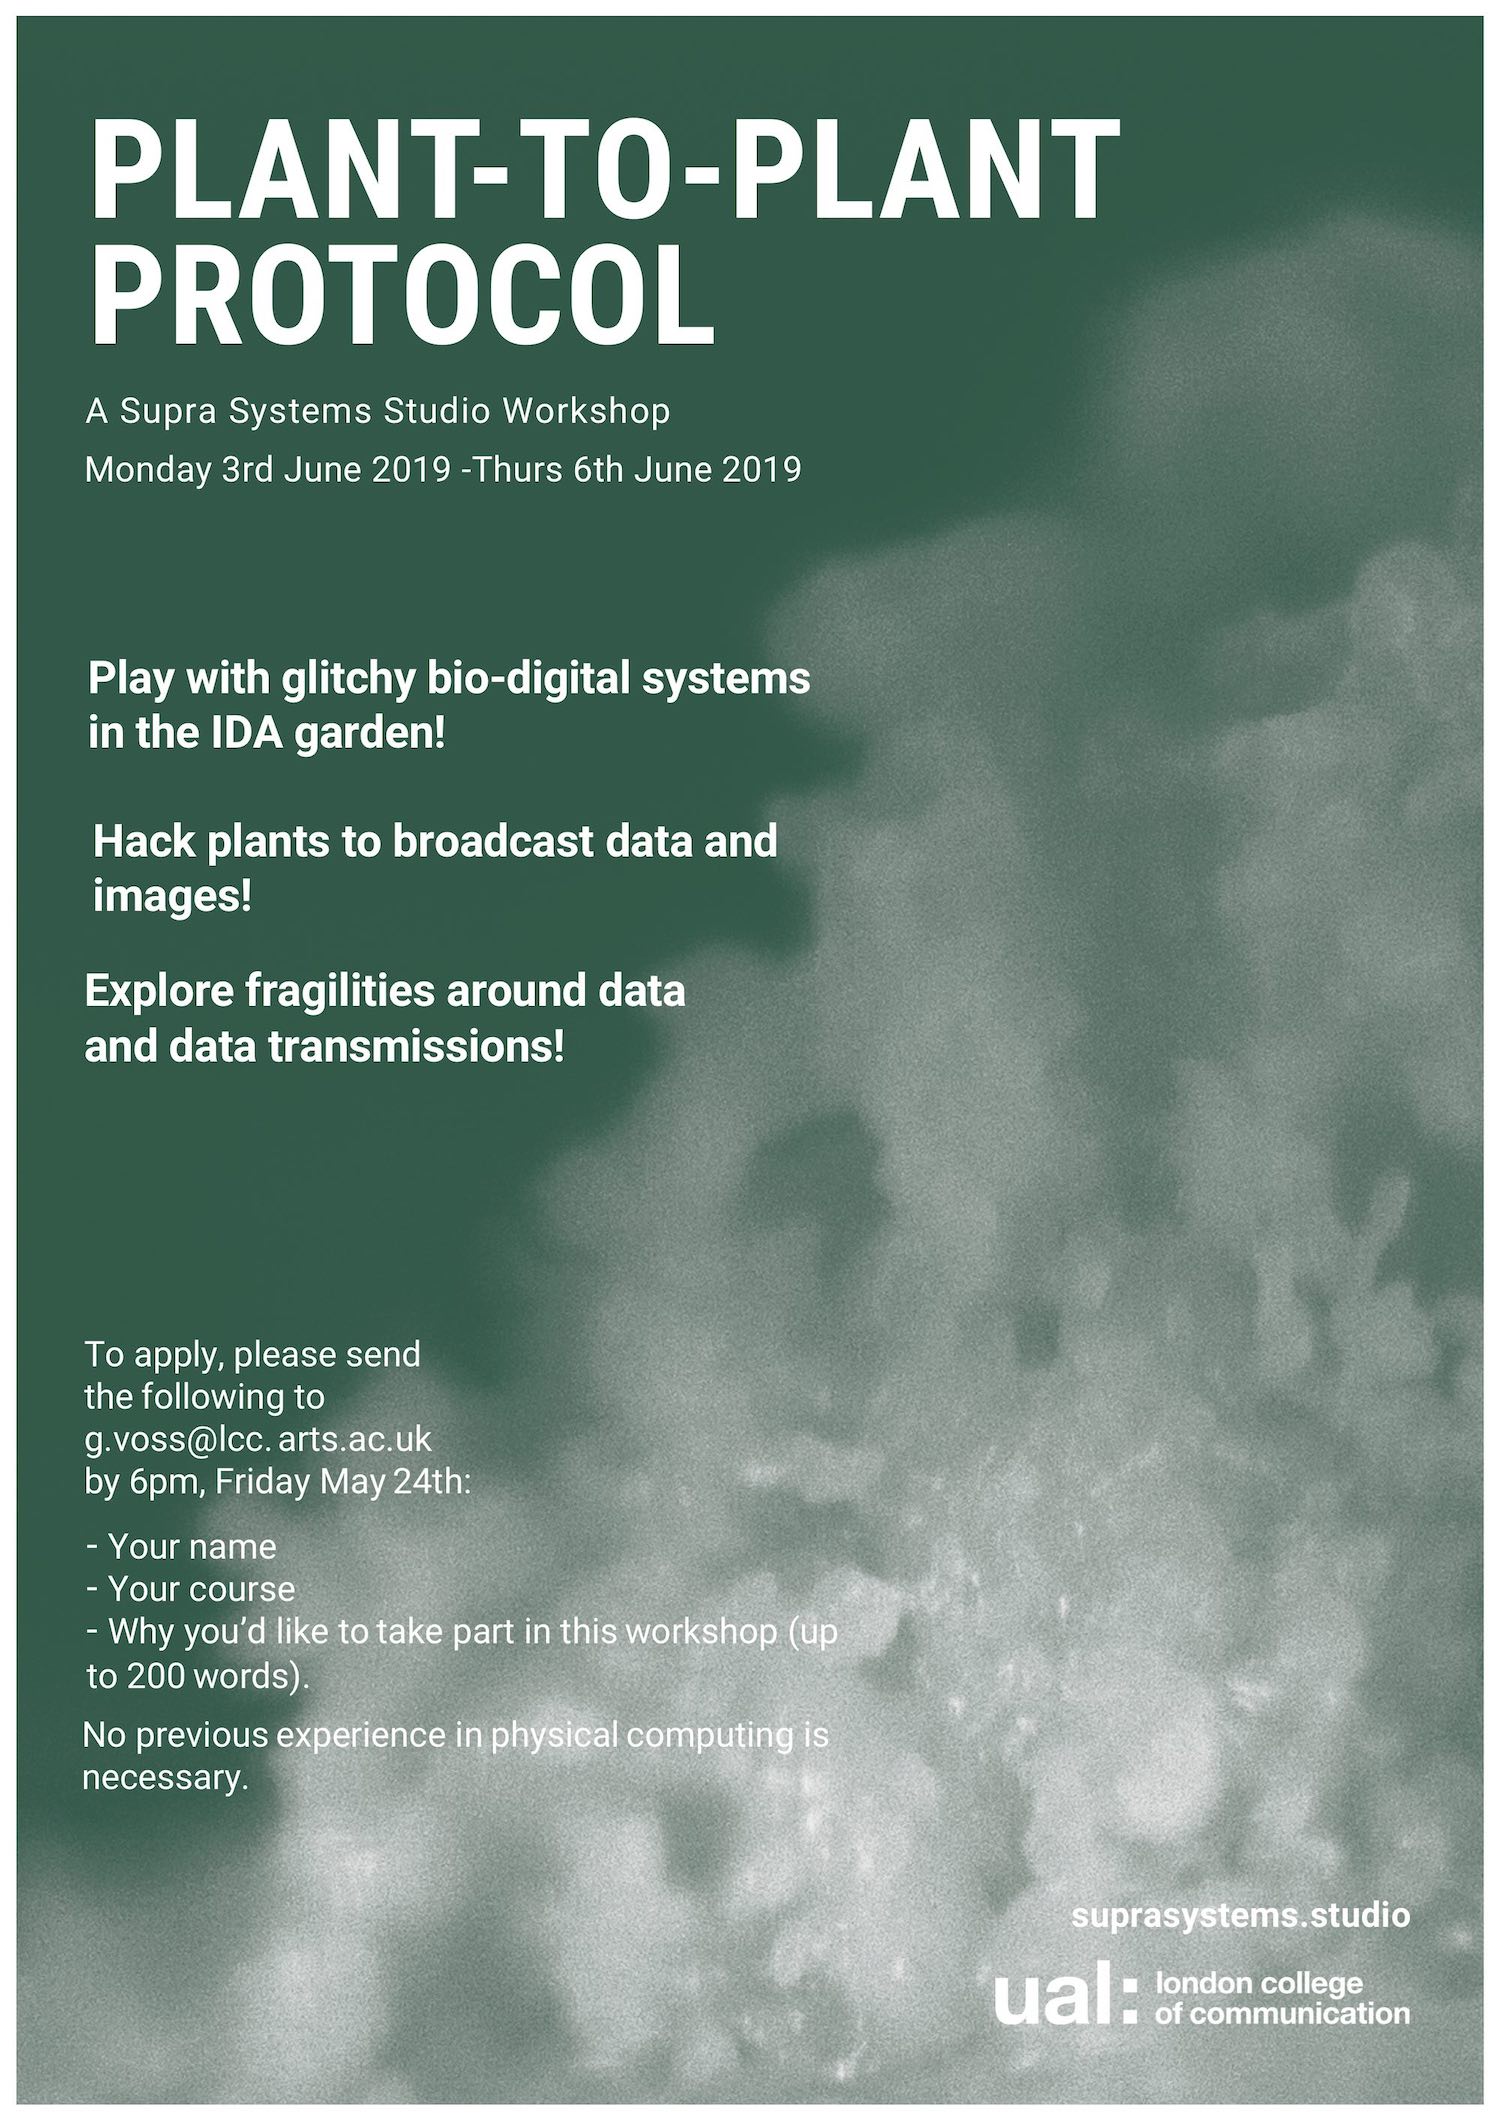 PLANT-TO-PLANT
PROTOCOL
A Supra Systems Studio Workshop
Monday 3rd June 2019 -Thurs 6th June 2019
Play with glitchy bio-digital systems
in the IDA garden!
Hack plants to broadcast data and
images!
Explore fragilities around data
and data transmissions!
To apply, please send
the following to
g.voss@lcc. arts.ac.uk
by 6pm, Friday May 24th:
- Your name
- Your course
- Why you’d like to take part in this workshop (up
to 200 words).
No previous experience in physical computing is
necessary.
suprasystems.studio
ual: london college
of communication